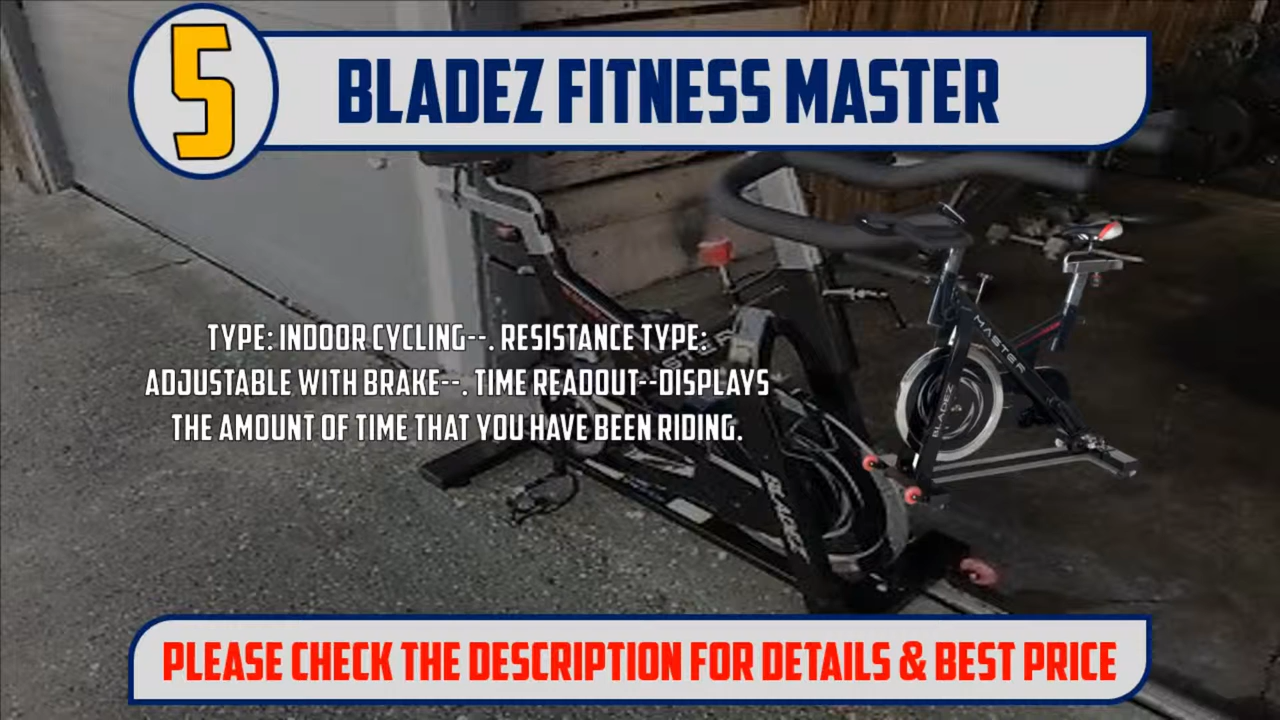 5
BLADEZ FITNESS MASTER
TYPE: INDOOR CYCLING--. RESISTANCE TYPE:
ADJUSTABLE WITH BRAKE--. TIME READOUT--DISPLAYS
THE AMOUNT OF TIME THAT YOU HAVE BEEN RIDING.
MASTER
BLADEZ
PLEASE CHECK THE DESCRIPTION FOR DETAILS & BEST PRICE